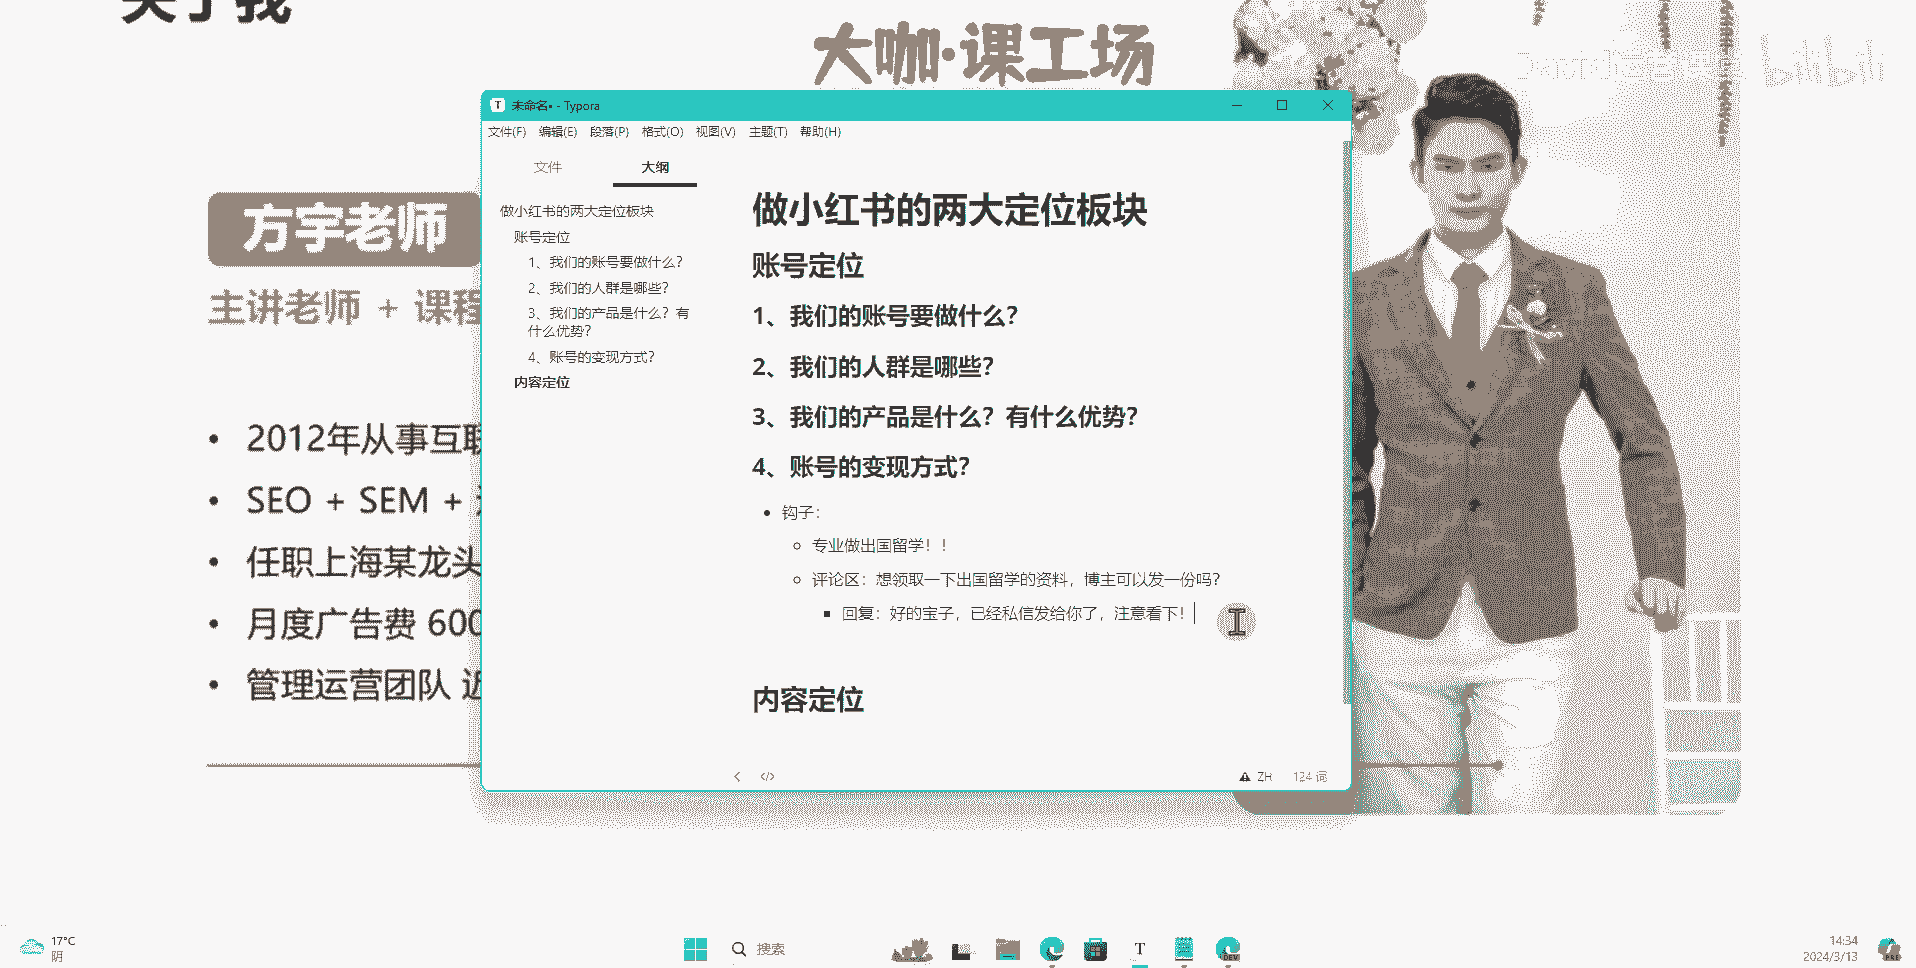 关于我
大咖·课工场
bilibili
未命名• - Typora
文件(F) 编辑(E) 段落(P) 格式(O) 视图(V) 主题(T) 帮助(H)
文件 大纲
做小红书的两大定位板块
账号定位
1、我们的账号要做什么？
2、我们的人群是哪些？
3、我们的产品是什么？有
什么优势？
4、账号的变现方式？
内容定位
做小红书的两大定位板块
账号定位
1、我们的账号要做什么？
2、我们的人群是哪些？
3、我们的产品是什么？有什么优势？
4、账号的变现方式？
• 钩子：
专业做出国留学！！
评论区：想领取一下出国留学的资料，博主可以发一份吗？
回复：好的宝子，已经私信发给你了，注意看下！
内容定位
ZH 124 词
方宇老师
主讲老师 + 课程
• 2012年从事互联
• SEO + SEM +
• 任职上海某龙头
• 月度广告费 600
• 管理运营团队 近
17°C
阴
搜索
T
DEV
14:34
2024/3/13
PRE